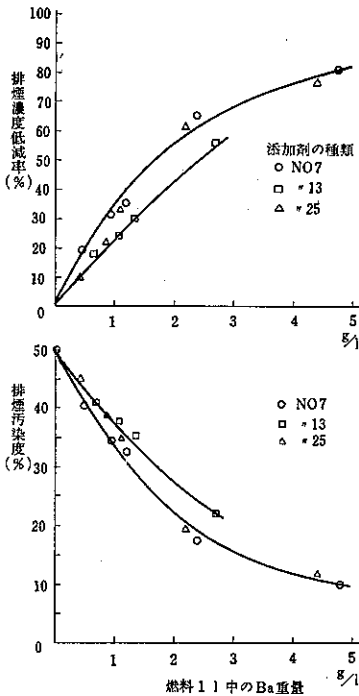 排煙濃度低減率(%)
100
90
80
70
60
50
40
30
20
10
0
添加剤の種類
○ NO7
□ 〃13
△ 〃25
1 2 3 4 5
g/l
排煙汚染度(%)
50
40
30
20
10
0
○ NO7
□ 〃13
△ 〃25
1 2 3 4 5
g/l
燃料1l中のBa重量